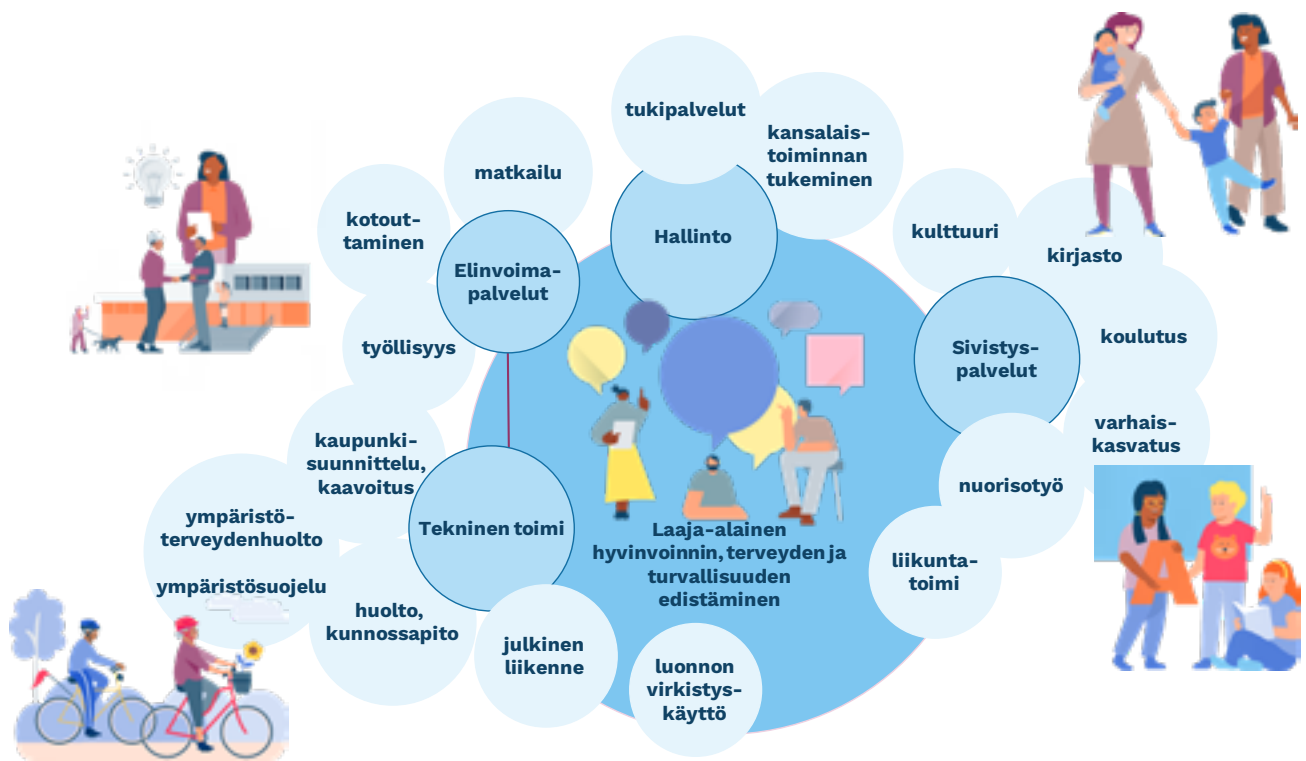 tukipalvelut
kansalais-
toiminnan
tukeminen
Hallinto
matkailu
kotout-
taminen
Elinvoima-
palvelut
työllisyys
kulttuuri
kirjasto
koulutus
Sivistys-
palvelut
varhais-
kasvatus
nuorisotyö
liikunta-
toimi
kaupunki-
suunnittelu,
kaavoitus
ympäristö-
terveydenhuolto
ympäristösuojelu
Tekninen toimi
huolto,
kunnossapito
julkinen
liikenne
Laaja-alainen
hyvinvoinnin, terveyden ja
turvallisuuden
edistäminen
luonnon
virkistys-
käyttö